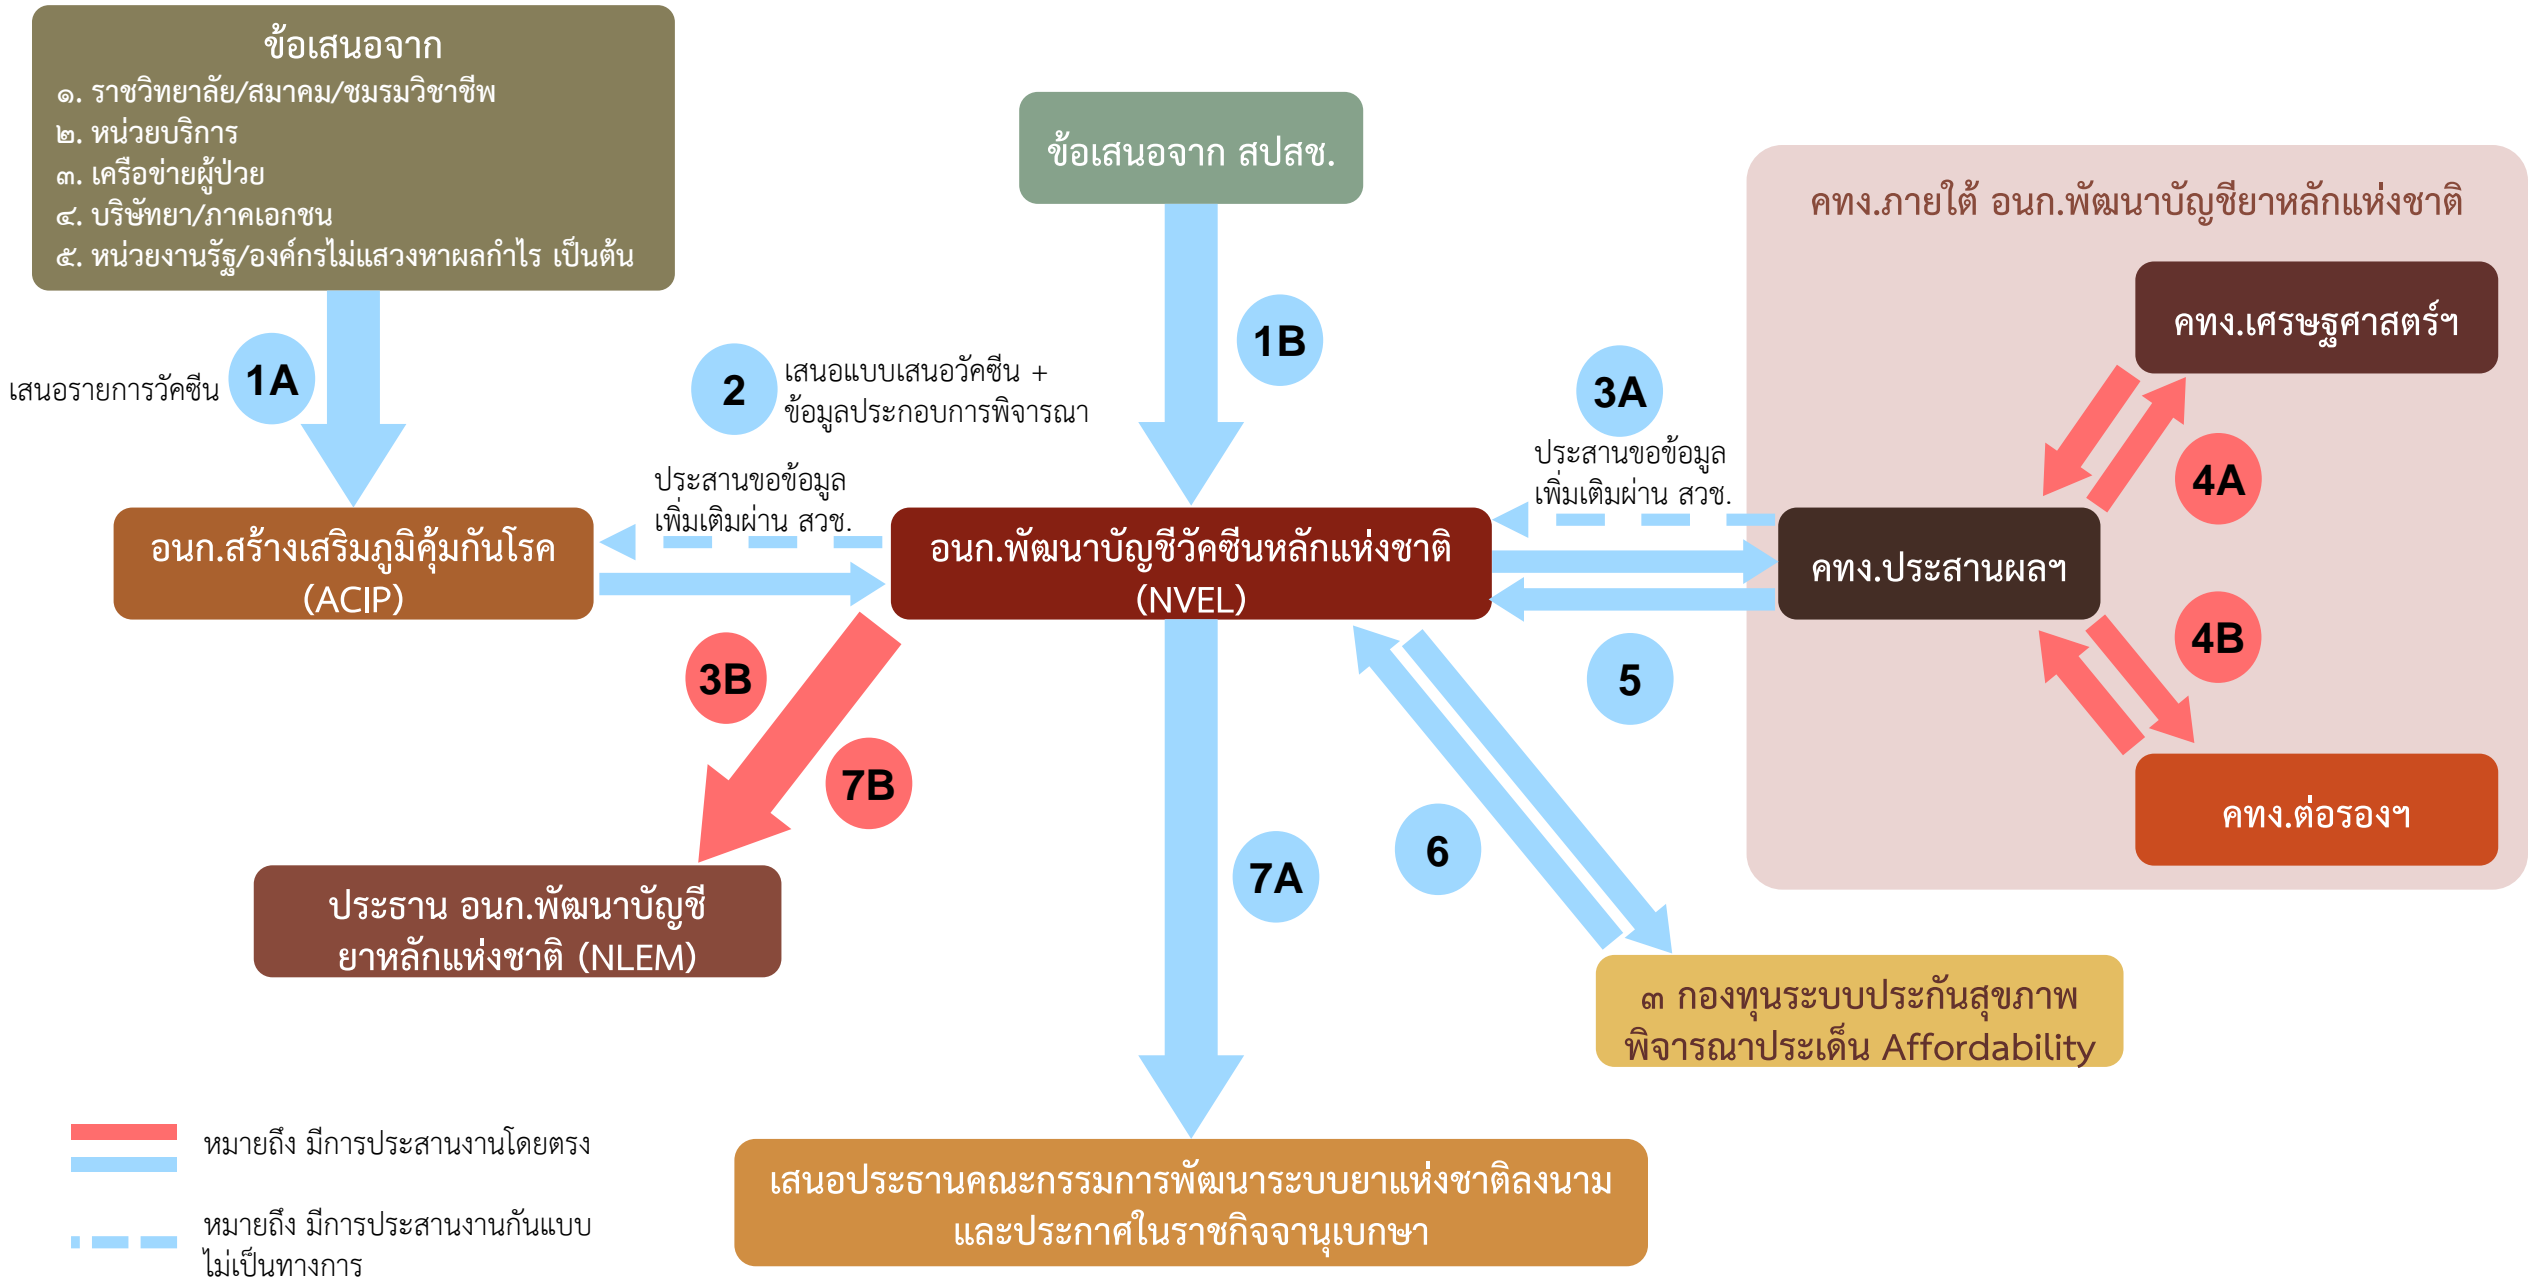 ข้อเสนอจาก
๑. ราชวิทยาลัย/สมาคม/ชมรมวิชาชีพ
๒. หน่วยบริการ
๓. เครือข่ายผู้ป่วย
๔. บริษัทยา/ภาคเอกชน
๕. หน่วยงานรัฐ/องค์กรไม่แสวงหาผลกำไร เป็นต้น
ข้อเสนอจาก สปสช.
คทง.ภายใต้ อนก.พัฒนาบัญชียาหลักแห่งชาติ
คทง.เศรษฐศาสตร์ฯ
เสนอรายการวัคซีน
1A
2
เสนอแบบเสนอวัคซีน +
ข้อมูลประกอบการพิจารณา
1B
3A
ประสานขอข้อมูล
เพิ่มเติมผ่าน สวช.
4A
ประสานขอข้อมูล
เพิ่มเติมผ่าน สวช.
อนก.สร้างเสริมภูมิคุ้มกันโรค
(ACIP)
อนก.พัฒนาบัญชีวัคซีนหลักแห่งชาติ
(NVEL)
คทง.ประสานผลฯ
3B
5
4B
7B
คทง.ต่อรองฯ
7A
6
ประธาน อนก.พัฒนาบัญชี
ยาหลักแห่งชาติ (NLEM)
๓ กองทุนระบบประกันสุขภาพ
พิจารณาประเด็น Affordability
หมายถึง มีการประสานงานโดยตรง
หมายถึง มีการประสานงานกันแบบ
ไม่เป็นทางการ
เสนอประธานคณะกรรมการพัฒนาระบบยาแห่งชาติลงนาม
และประกาศในราชกิจจานุเบกษา